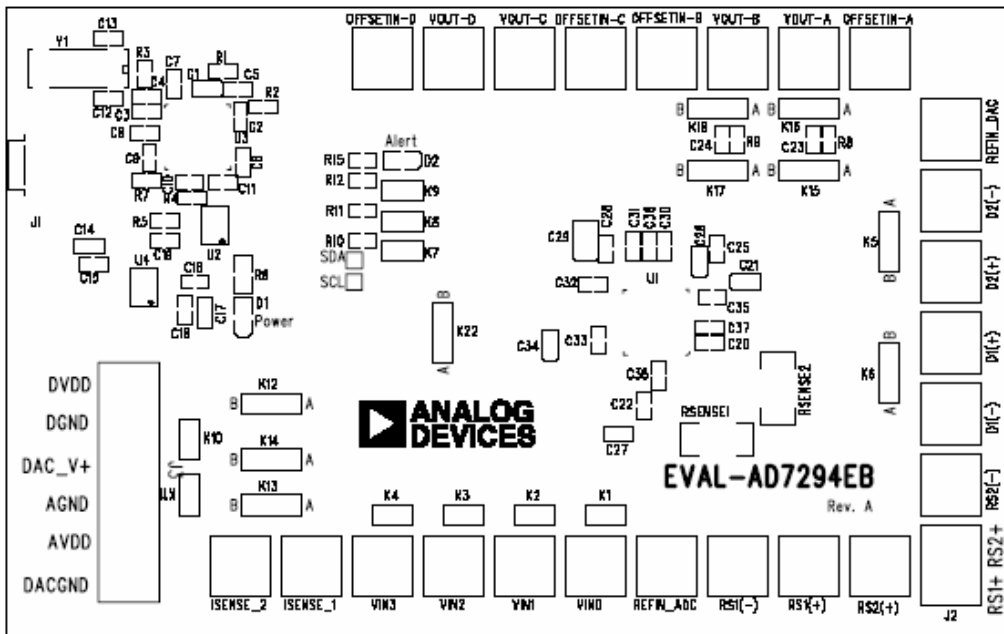 C13
OFFSETIN-D VOUT-D VOUT-C OFFSETIN-C OFFSETIN-B VOUT-B VOUT-A OFFSETIN-A
Y1
R3 C7 C1 R1 C5
C4
R2
C12 C3
C2
C8 U3
REFIN_DAC
B A B A
K18 K16
C24 R9 C23 R8
Alert
D2
C9 C6
R15
R12
K9
B A B A
K17 K15
R7 C10 C11
R4
D2(-)
J1
R5
U2
R11
K8
A
K5
B
C14
C19
R10
K7
C29 C28 C31 C38 C30
U1
C26 C25
C15
U4
SDA
SCL
D2(+)
C18
R6
C32
C21
C35
C16 C17
D1
Power
B
K22
A
C34 C33
C37
C20
D1(+)
K6
A
C36
RSENSE2
DVDD
DGND
DAC_V+
AGND
AVDD
DACGND
K12
B A
K10
K14
B A
K11
K13
B A
ANALOG
DEVICES
C22
C27
RSENSE1
D1(-)
EVAL-AD7294EB
Rev. A
RS2(-)
K4 K3 K2 K1
RS1+ RS2+
ISENSE_2 ISENSE_1 VIN3 VIN2 VIN1 VIN0 REFIN_ADC RS1(-) RS1(+) RS2(+) J2